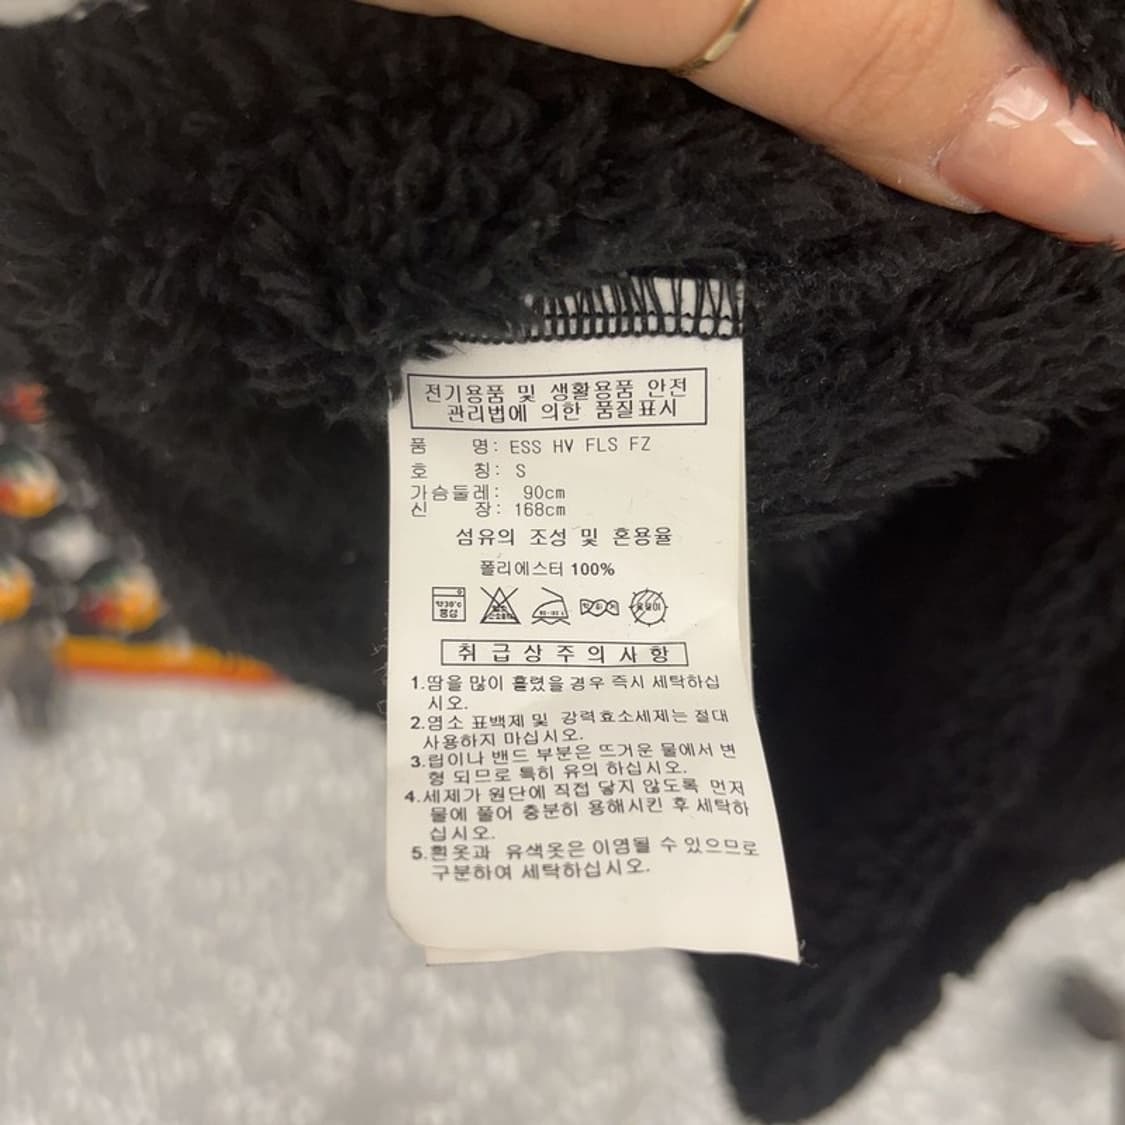 전기용품 및 생활용품 안전
관리법에 의한 품질표시
품 명: ESS HV FLS FZ
호 칭: S
가슴둘레: 90cm
신 장: 168cm
섬유의 조성 및 혼용율
폴리에스터 100%
약30℃
중성
취급상주의사항
1.땀을 많이 흘렸을 경우 즉시 세탁하십
시오.
2.염소 표백제 및 강력효소세제는 절대
사용하지 마십시오.
3.립이나 밴드 부분은 뜨거운 물에서 변
형 되므로 특히 유의 하십시오.
4.세제가 원단에 직접 닿지 않도록 먼저
물에 풀어 충분히 용해시킨 후 세탁하
십시오.
5.흰옷과 유색옷은 이염될 수 있으므로
구분하여 세탁하십시오.